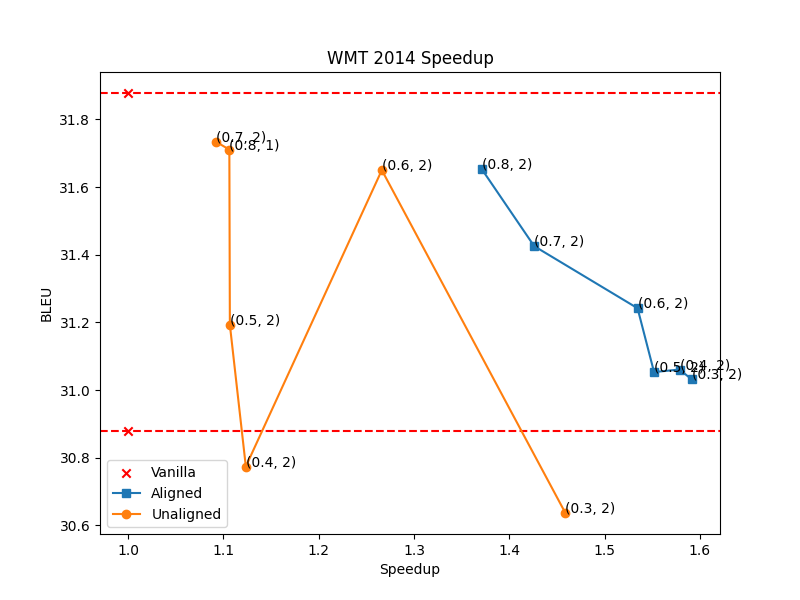 WMT 2014 Speedup
31.8
31.6
31.4
31.2
31.0
30.8
30.6
BLEU
(0.7, 2)
(0.8, 1)
(0.6, 2)
(0.8, 2)
(0.7, 2)
(0.6, 2)
(0.5, 2)
(0.5, 2)
(0.4, 2)
(0.3, 2)
(0.4, 2)
(0.3, 2)
Vanilla
Aligned
Unaligned
1.0 1.1 1.2 1.3 1.4 1.5 1.6
Speedup